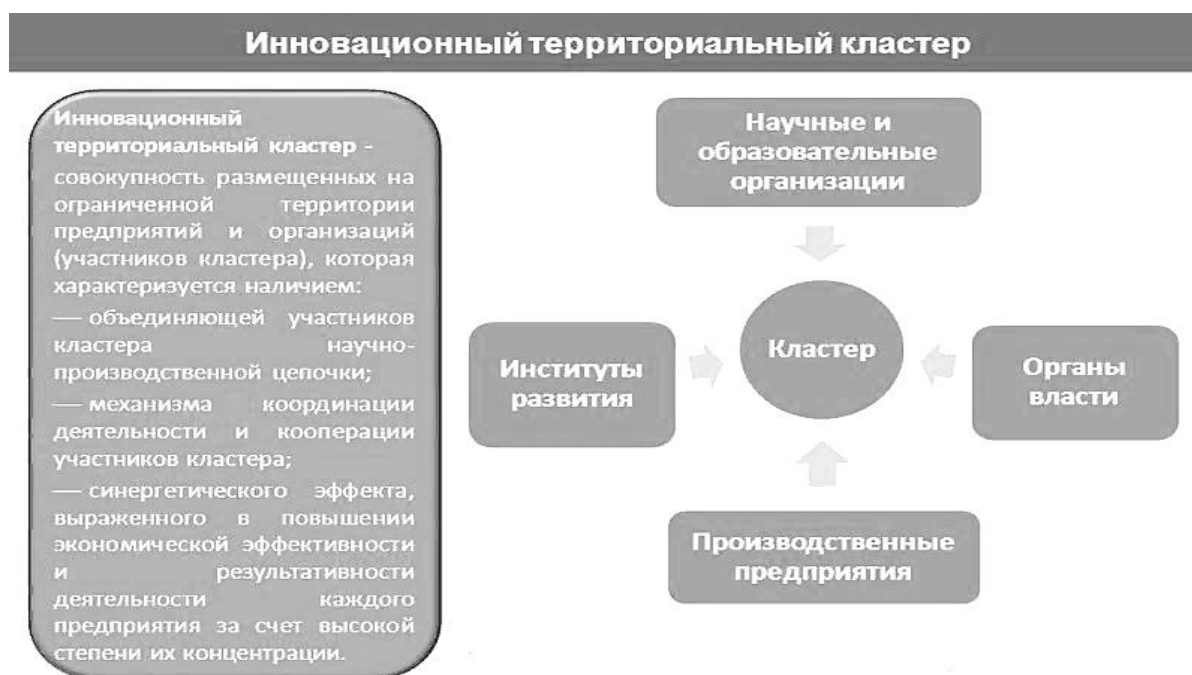 Инновационный территориальный кластер
Инновационный
территориальный кластер -
совокупность размещенных на
ограниченной территории
предприятий и организаций
(участников кластера), которая
характеризуется наличием:
— объединяющей участников
кластера научно-
производственной цепочки;
— механизма координации
деятельности и кооперации
участников кластера;
— синергетического эффекта,
выраженного в повышении
экономической эффективности
и результативности
деятельности каждого
предприятия за счет высокой
степени их концентрации.
Научные и
образовательные
организации
Институты
развития
Кластер
Органы
власти
Производственные
предприятия